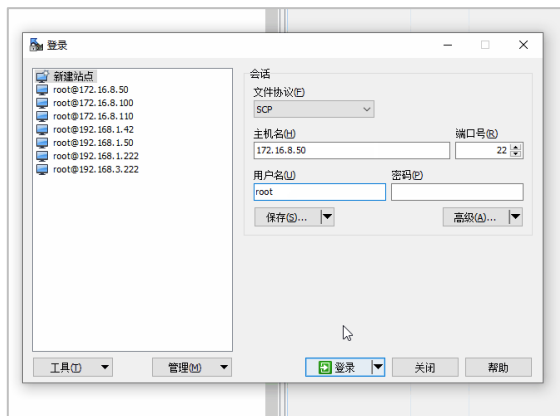 登录
新建站点
root@172.16.8.50
root@172.16.8.100
root@172.16.8.110
root@192.168.1.42
root@192.168.1.50
root@192.168.1.222
root@192.168.3.222
会话
文件协议(F)
SCP
主机名(H) 端口号(R)
172.16.8.50 22
用户名(U) 密码(P)
root
保存(S)... 高级(A)...
工具(T) 管理(M) 登录 关闭 帮助